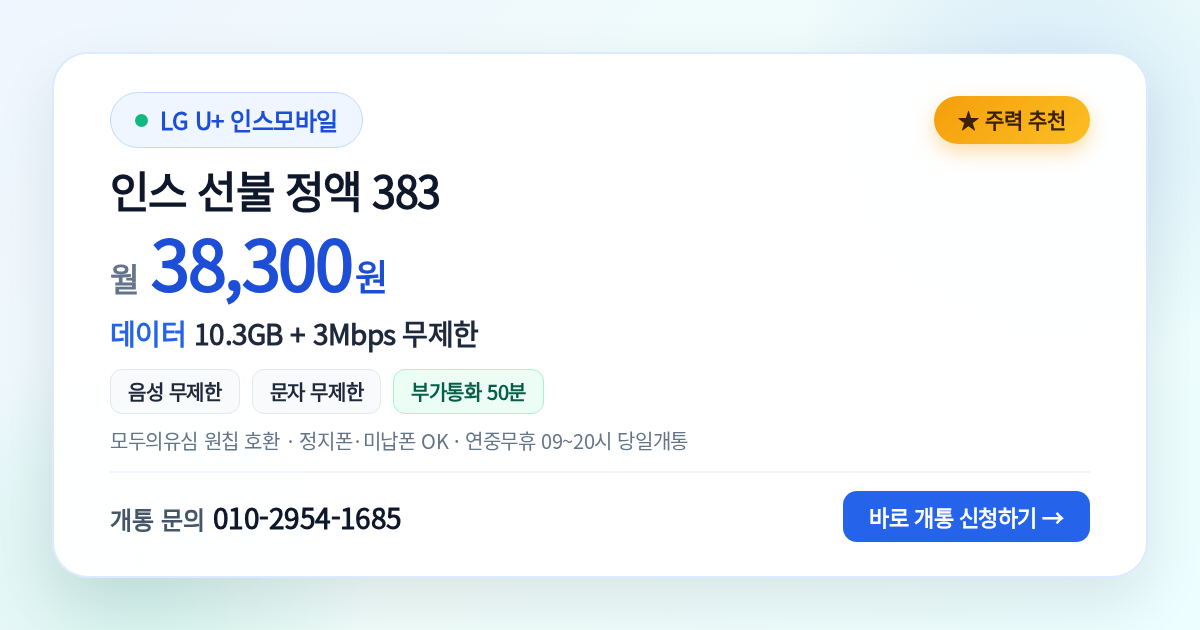 LG U+ 인스모바일
★ 주력 추천
인스 선불 정액 383
월 38,300원
데이터 10.3GB + 3Mbps 무제한
음성 무제한
문자 무제한
부가통화 50분
모두의유심 원칩 호환 · 정지폰·미납폰 OK · 연중무휴 09~20시 당일개통
개통 문의 010-2954-1685
바로 개통 신청하기 →